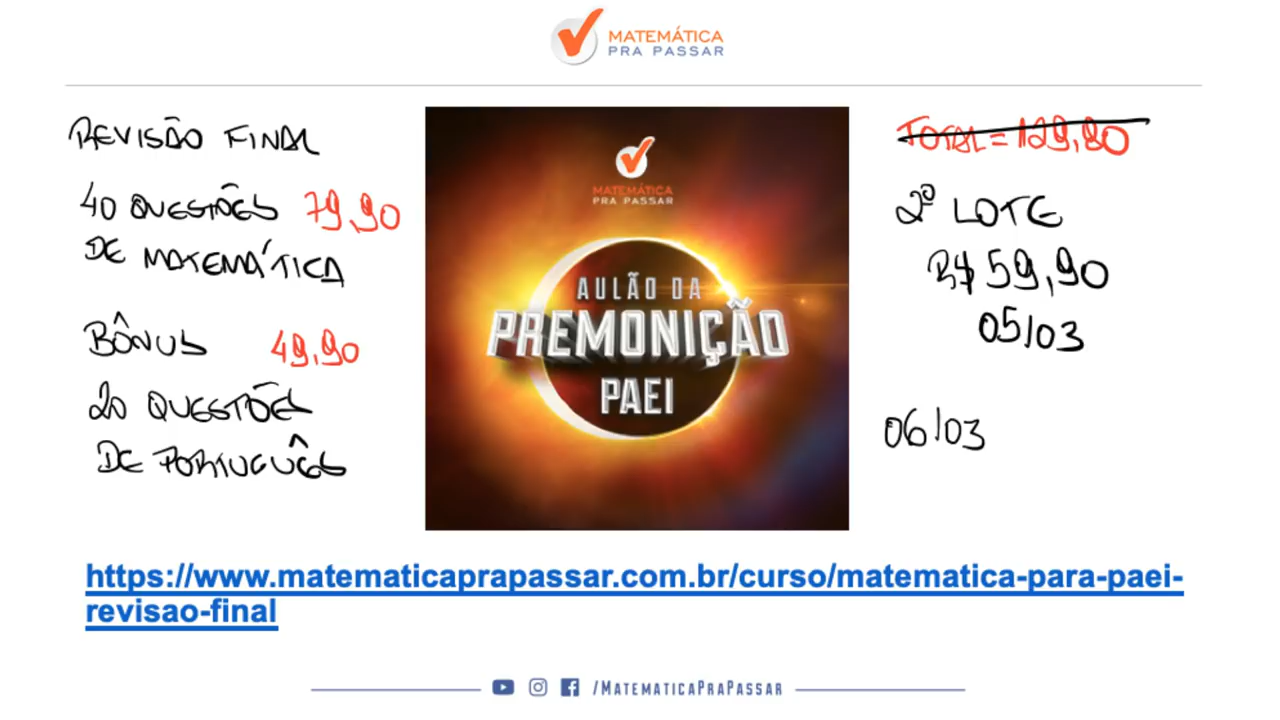 MATEMÁTICA
PRA PASSAR
REVISÃO FINAL
40 QUESTÕES 79,90
DE MATEMÁTICA
BÔNUS 49,90
20 QUESTÕES
DE PORTUGUÊS
MATEMÁTICA
PRA PASSAR
AULÃO DA
PREMONIÇÃO
PAEI
TOTAL = 129,80
2º LOTE
R$ 59,90
05/03
06/03
https://www.matematicaprapassar.com.br/curso/matematica-para-paei-
revisao-final
/MATEMATICAPRAPASSAR